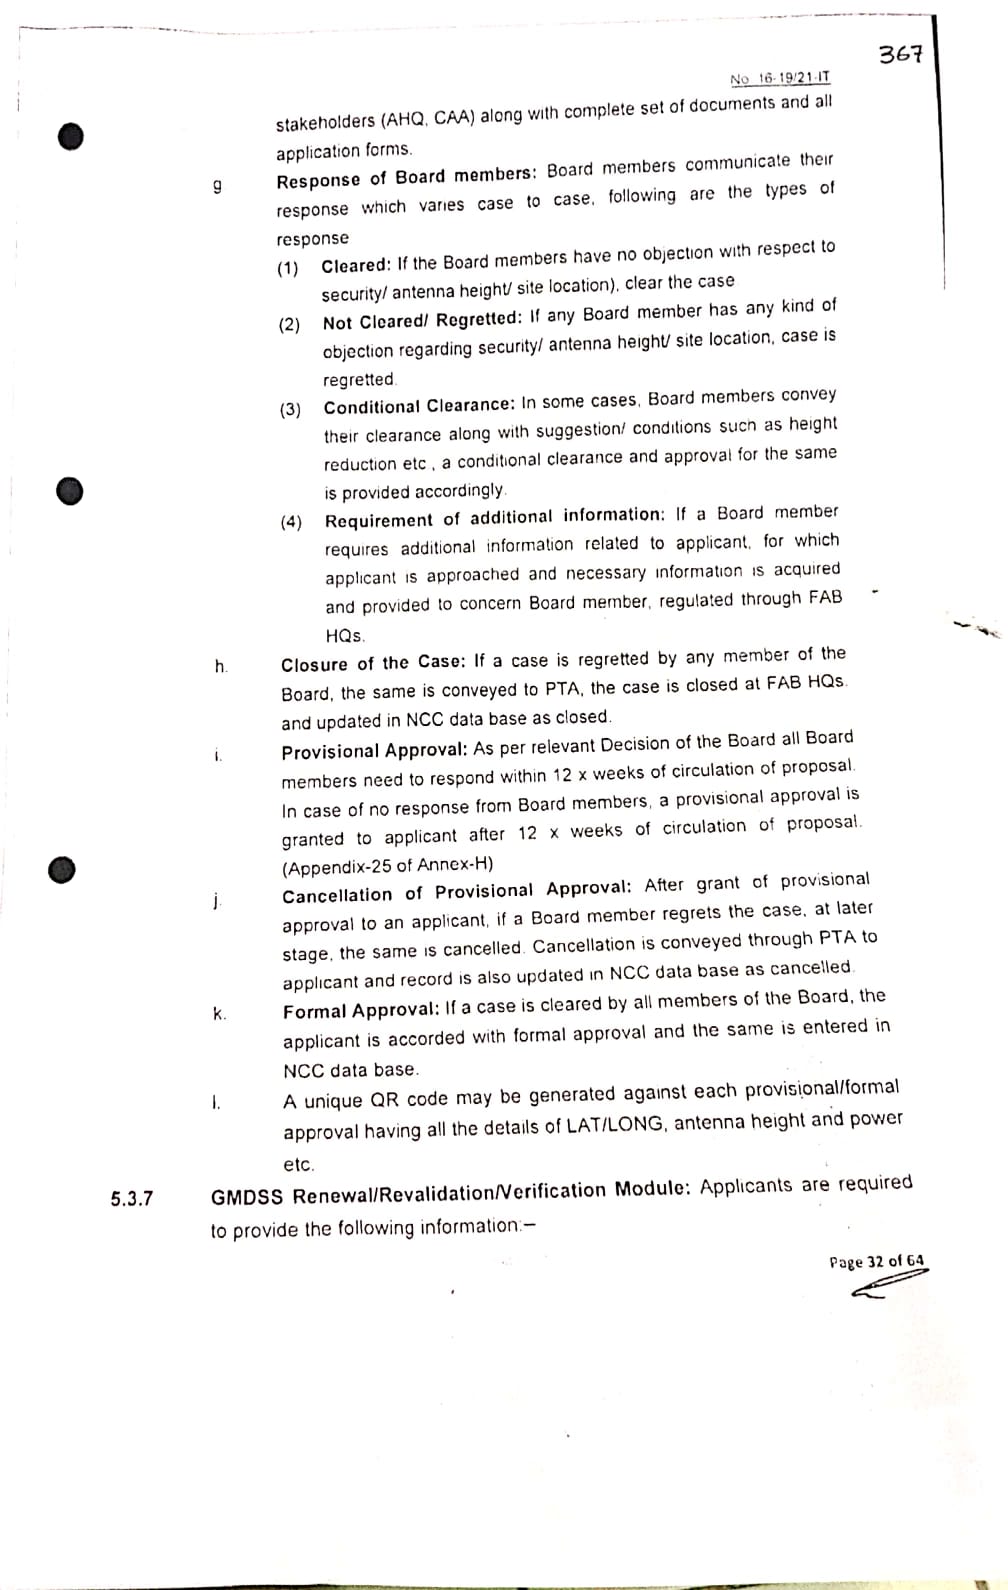 367
No 16-19/21-IT
stakeholders (AHQ, CAA) along with complete set of documents and all
application forms.
g. Response of Board members: Board members communicate their
response which varies case to case, following are the types of
response
(1) Cleared: If the Board members have no objection with respect to
security/ antenna height/ site location), clear the case
(2) Not Cleared/ Regretted: If any Board member has any kind of
objection regarding security/ antenna height/ site location, case is
regretted.
(3) Conditional Clearance: In some cases, Board members convey
their clearance along with suggestion/ conditions such as height
reduction etc., a conditional clearance and approval for the same
is provided accordingly.
(4) Requirement of additional information: If a Board member
requires additional information related to applicant, for which
applicant is approached and necessary information is acquired
and provided to concern Board member, regulated through FAB
HQs.
h. Closure of the Case: If a case is regretted by any member of the
Board, the same is conveyed to PTA, the case is closed at FAB HQs.
and updated in NCC data base as closed.
i. Provisional Approval: As per relevant Decision of the Board all Board
members need to respond within 12 x weeks of circulation of proposal.
In case of no response from Board members, a provisional approval is
granted to applicant after 12 x weeks of circulation of proposal.
(Appendix-25 of Annex-H)
j. Cancellation of Provisional Approval: After grant of provisional
approval to an applicant, if a Board member regrets the case, at later
stage, the same is cancelled. Cancellation is conveyed through PTA to
applicant and record is also updated in NCC data base as cancelled.
k. Formal Approval: If a case is cleared by all members of the Board, the
applicant is accorded with formal approval and the same is entered in
NCC data base.
l. A unique QR code may be generated against each provisional/formal
approval having all the details of LAT/LONG, antenna height and power
etc.
5.3.7 GMDSS Renewal/Revalidation/Verification Module: Applicants are required
to provide the following information:–
Page 32 of 64